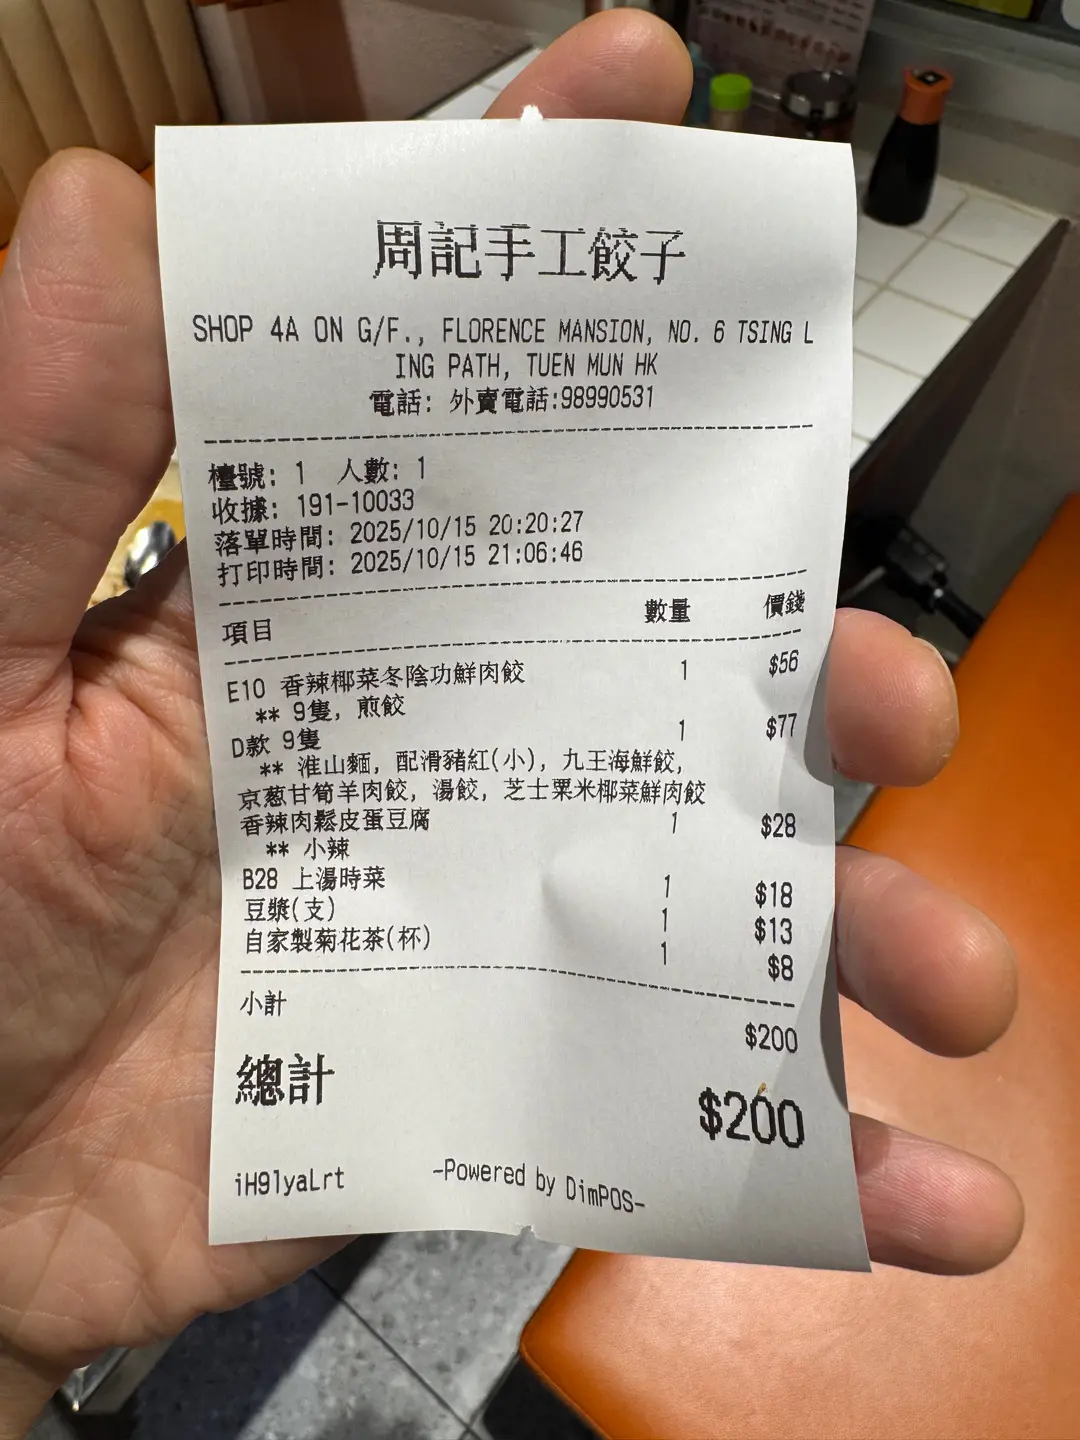 周記手工餃子
SHOP 4A ON G/F., FLORENCE MANSION, NO. 6 TSING L
ING PATH, TUEN MUN HK
電話: 外賣電話:98990531
檯號: 1 人數: 1
收據: 191-10033
落單時間: 2025/10/15 20:20:27
打印時間: 2025/10/15 21:06:46
項目 數量 價錢
E10 香辣椰菜冬陰功鮮肉餃 1 $56
** 9隻, 煎餃
D款 9隻 1 $77
** 淮山麵, 配滑豬紅(小), 九王海鮮餃,
京葱甘筍羊肉餃, 湯餃, 芝士粟米椰菜鮮肉餃
香辣肉鬆皮蛋豆腐 1 $28
** 小辣
B28 上湯時菜 1 $18
豆漿(支) 1 $13
自家製菊花茶(杯) 1 $8
小計 $200
總計 $200
iH9lyaLrt -Powered by DimPOS-